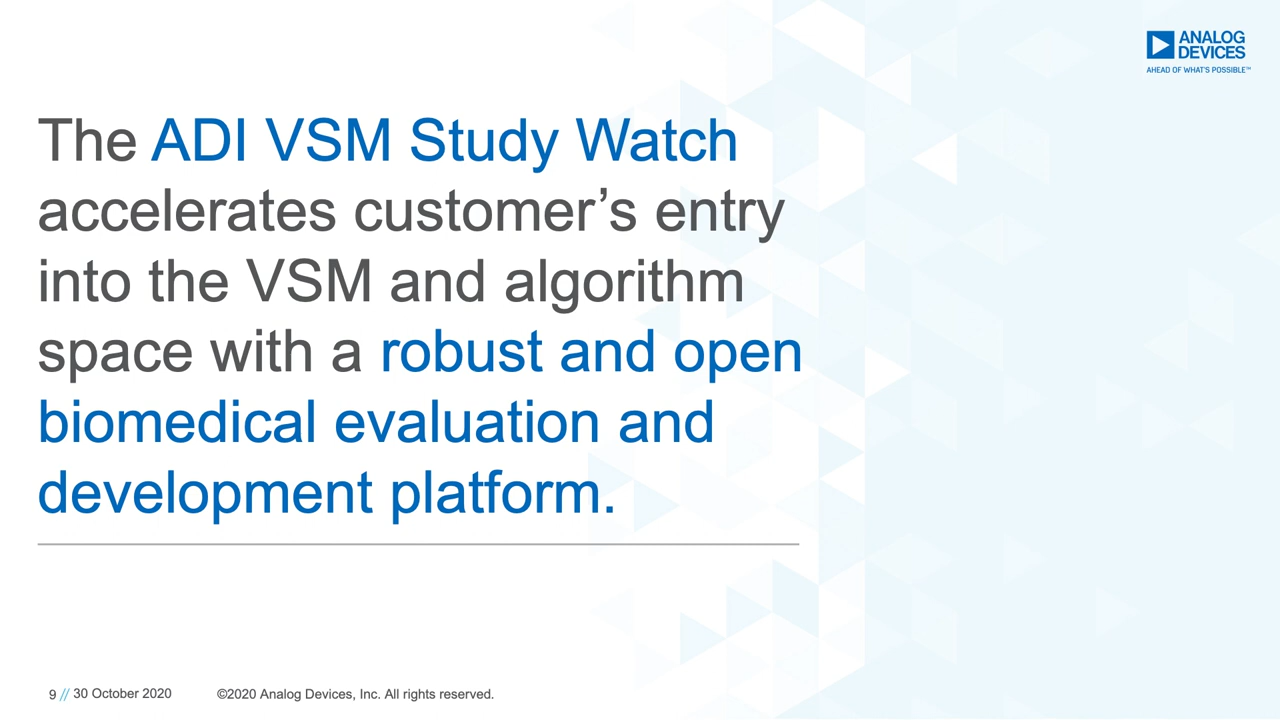 ANALOG
DEVICES
AHEAD OF WHAT'S POSSIBLE™
The ADI VSM Study Watch
accelerates customer’s entry
into the VSM and algorithm
space with a robust and open
biomedical evaluation and
development platform.
9 // 30 October 2020 ©2020 Analog Devices, Inc. All rights reserved.